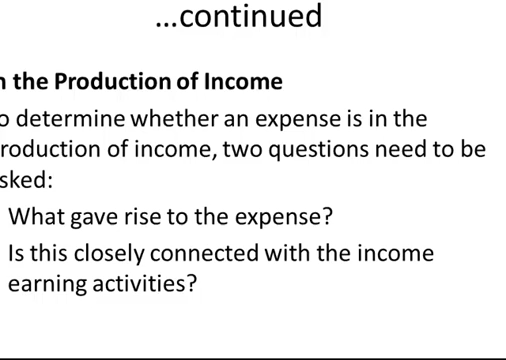 ...continued
the Production of Income
determine whether an expense is in the
roduction of income, two questions need to be
sked:
What gave rise to the expense?
Is this closely connected with the income
earning activities?